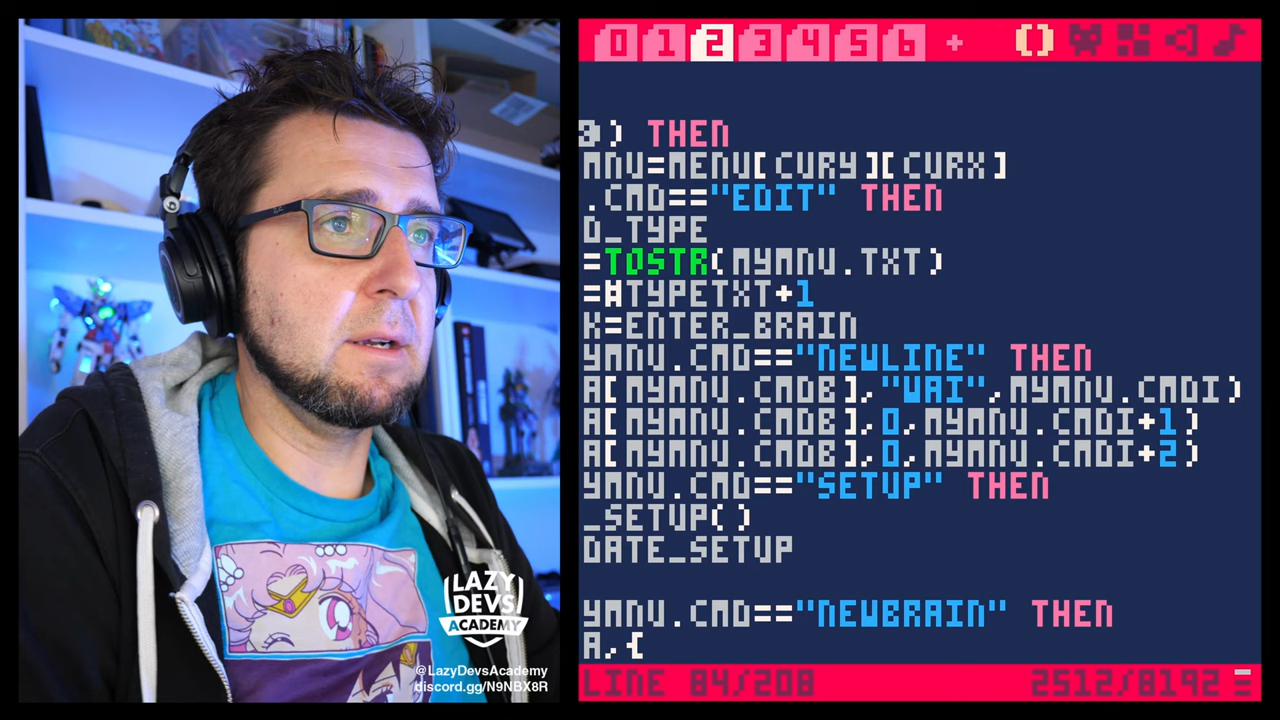 0 1 2 3 4 5 6 +
) THEN
MNU=MENU[CURY][CURX]
.CMD=="EDIT" THEN
D_TYPE
=TOSTR(MYMNU.TXT)
=#TYPETXT+1
K=ENTER_BRAIN
YMNU.CMD=="NEWLINE" THEN
A[MYMNU.CMDB],"WAI",MYMNU.CMDI)
A[MYMNU.CMDB],0,MYMNU.CMDI+1)
A[MYMNU.CMDB],0,MYMNU.CMDI+2)
YMNU.CMD=="SETUP" THEN
_SETUP()
DATE_SETUP
YMNU.CMD=="NEWBRAIN" THEN
A,{
LINE 84/208 2512/8192
LAZY
DEVS
ACADEMY
@LazyDevsAcademy
discord.gg/N9NBX8R